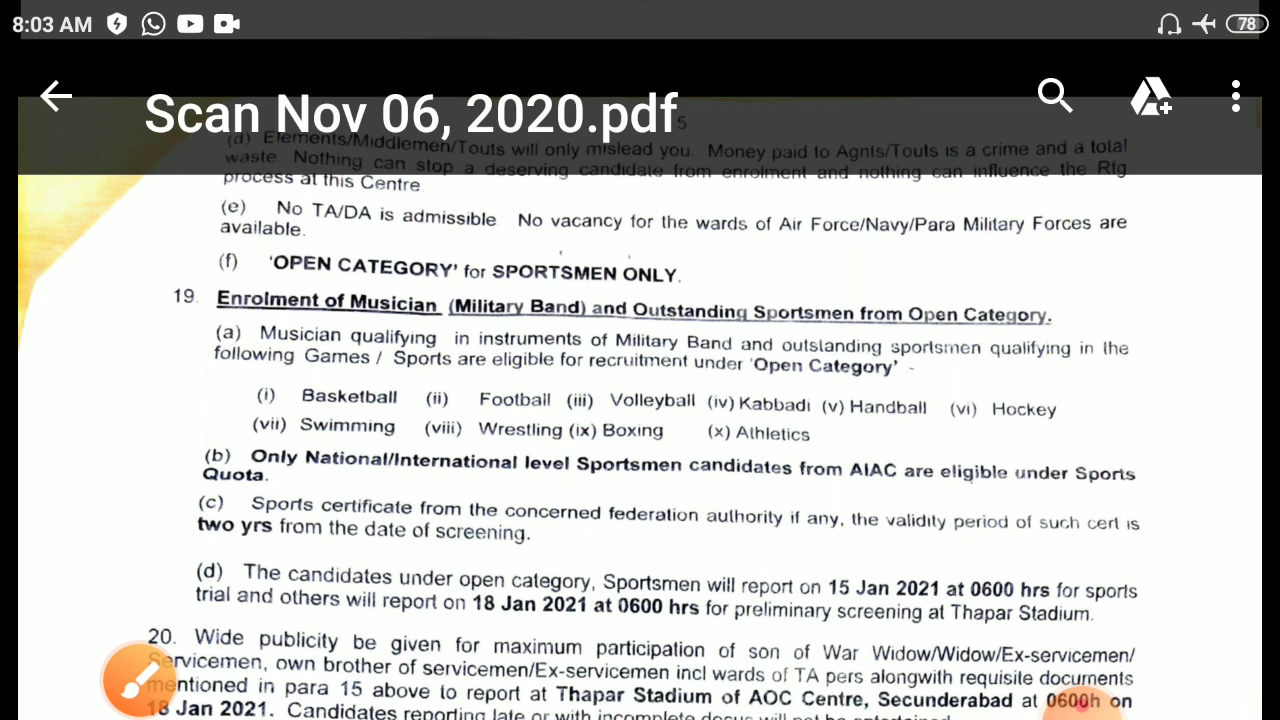 8:03 AM 78
Scan Nov 06, 2020.pdf
5
(d) Elements/Middlemen/Touts will only mislead you. Money paid to Agnts/Touts is a crime and a total
waste. Nothing can stop a deserving candidate from enrolment and nothing can influence the Rtg
process at this Centre.
(e) No TA/DA is admissible No vacancy for the wards of Air Force/Navy/Para Military Forces are
available.
(f) 'OPEN CATEGORY' for SPORTSMEN ONLY.
19. Enrolment of Musician (Military Band) and Outstanding Sportsmen from Open Category.
(a) Musician qualifying in instruments of Military Band and outstanding sportsmen qualifying in the
following Games / Sports are eligible for recruitment under 'Open Category' -
(i) Basketball (ii) Football (iii) Volleyball (iv) Kabbadi (v) Handball (vi) Hockey
(vii) Swimming (viii) Wrestling (ix) Boxing (x) Athletics
(b) Only National/International level Sportsmen candidates from AIAC are eligible under Sports
Quota.
(c) Sports certificate from the concerned federation authority if any, the validity period of such cert is
two yrs from the date of screening.
(d) The candidates under open category, Sportsmen will report on 15 Jan 2021 at 0600 hrs for sports
trial and others will report on 18 Jan 2021 at 0600 hrs for preliminary screening at Thapar Stadium.
20. Wide publicity be given for maximum participation of son of War Widow/Widow/Ex-servicemen/
Servicemen, own brother of servicemen/Ex-servicemen incl wards of TA pers alongwith requisite documents
mentioned in para 15 above to report at Thapar Stadium of AOC Centre, Secunderabad at 0600h on
18 Jan 2021. Candidates reporting late or with incomplete docus will not be entertained